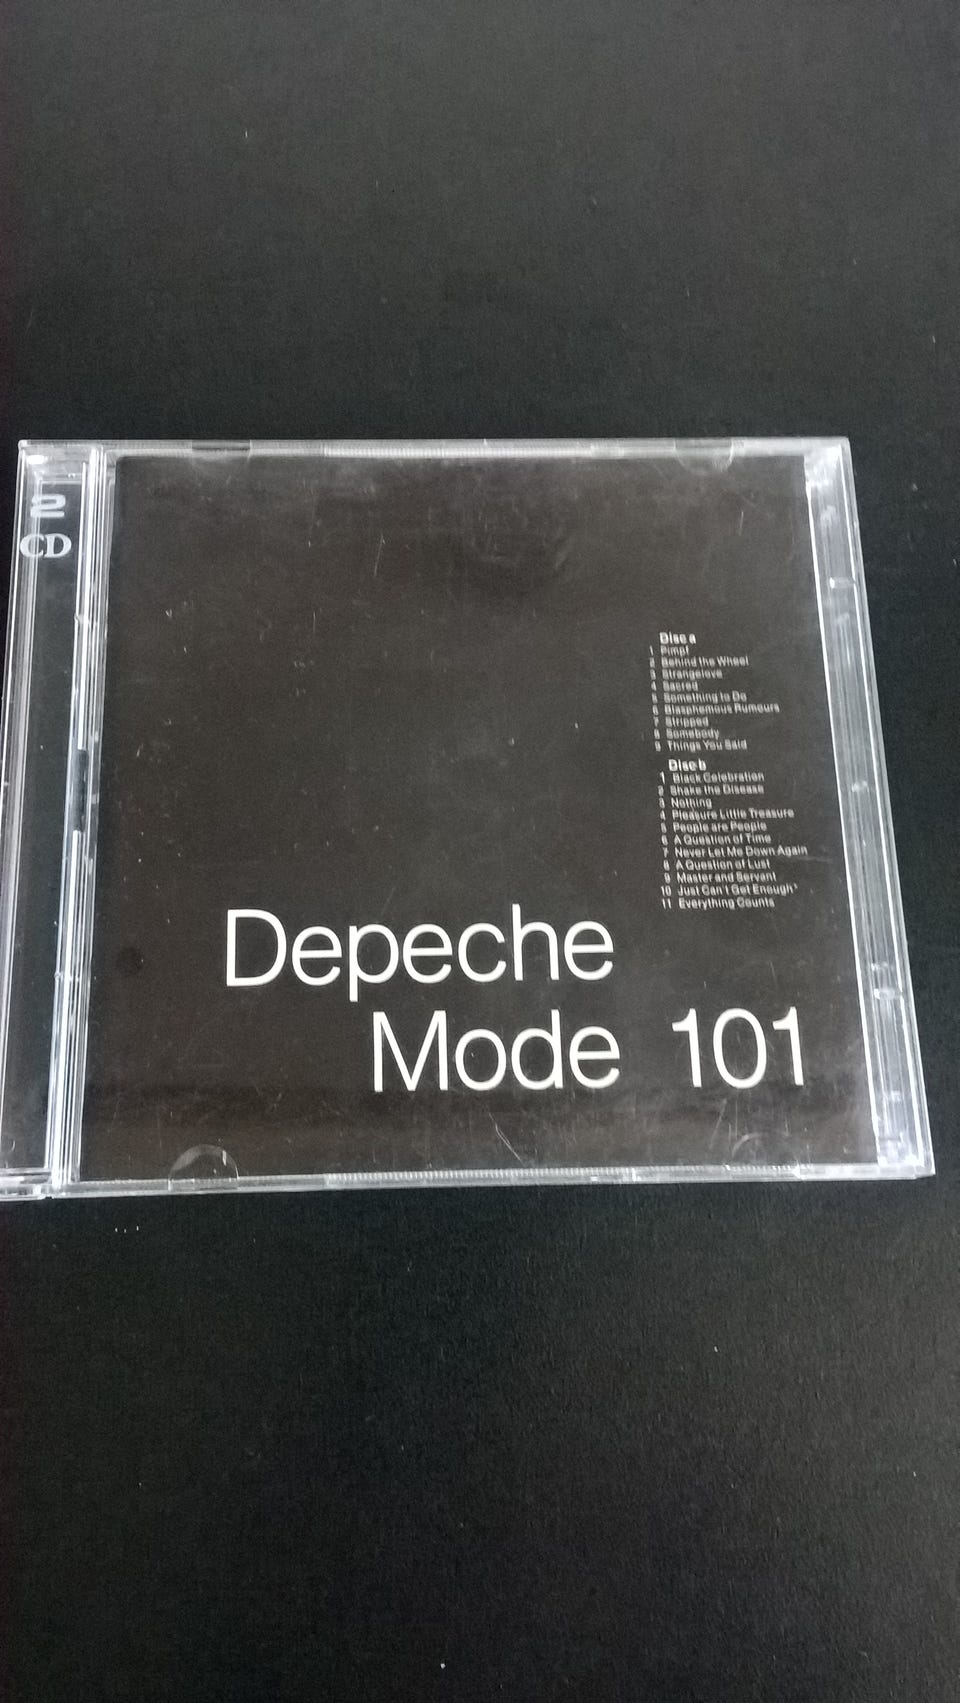 2
CD
Disc a
1 Pimpf
2 Behind the Wheel
3 Strangelove
4 Sacred
5 Something to Do
6 Blasphemous Rumours
7 Stripped
8 Somebody
9 Things You Said
Disc b
1 Black Celebration
2 Shake the Disease
3 Nothing
4 Pleasure Little Treasure
5 People are People
6 A Question of Time
7 Never Let Me Down Again
8 A Question of Lust
9 Master and Servant
10 Just Can't Get Enough*
11 Everything Counts
Depeche
Mode 101